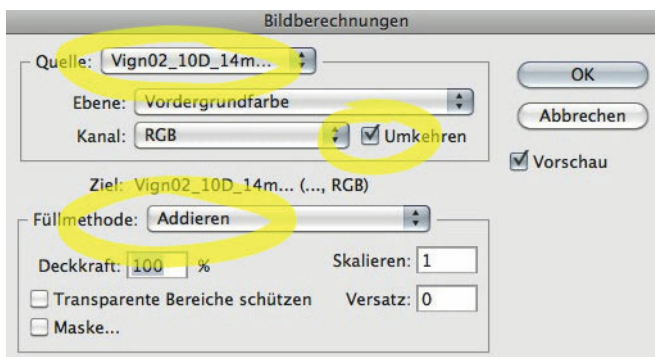 Bildberechnungen
Quelle: Vign02_10D_14m...
Ebene: Vordergrundfarbe
Kanal: RGB Umkehren
OK
Abbrechen
Vorschau
Ziel: Vign02_10D_14m... (..., RGB)
Füllmethode: Addieren
Deckkraft: 100 % Skalieren: 1
Transparente Bereiche schützen Versatz: 0
Maske...